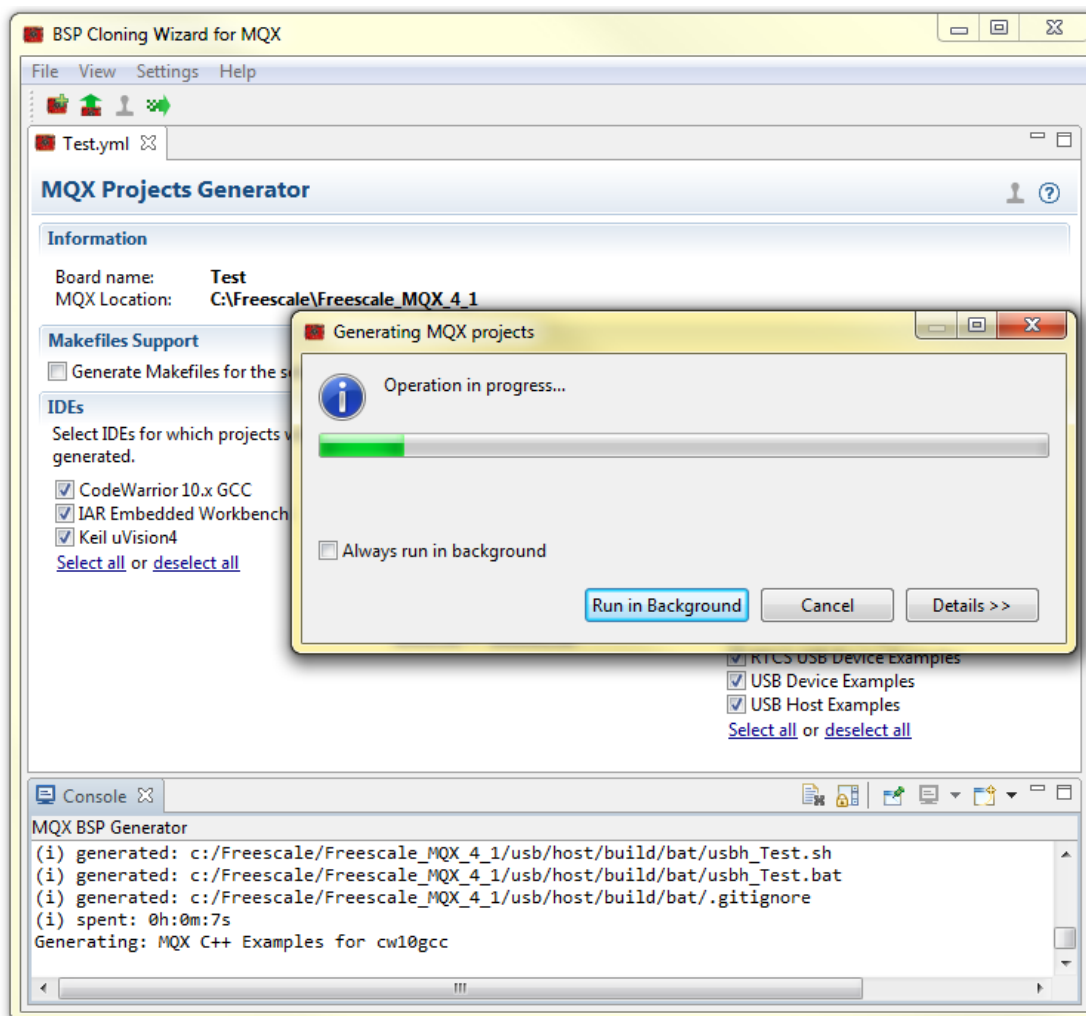 BSP Cloning Wizard for MQX
File View Settings Help
Test.yml
MQX Projects Generator
Information
Board name: Test
MQX Location: C:\Freescale\Freescale_MQX_4_1
Makefiles Support
Generate Makefiles for the
IDEs
Select IDEs for which projects
generated.
CodeWarrior 10.x GCC
IAR Embedded Workbench
Keil uVision4
Select all or deselect all
Generating MQX projects
Operation in progress...
Always run in background
Run in Background Cancel Details >>
RTCS USB Device Examples
USB Device Examples
USB Host Examples
Select all or deselect all
Console
MQX BSP Generator
(i) generated: c:/Freescale/Freescale_MQX_4_1/usb/host/build/bat/usbh_Test.sh
(i) generated: c:/Freescale/Freescale_MQX_4_1/usb/host/build/bat/usbh_Test.bat
(i) generated: c:/Freescale/Freescale_MQX_4_1/usb/host/build/bat/.gitignore
(i) spent: 0h:0m:7s
Generating: MQX C++ Examples for cw10gcc